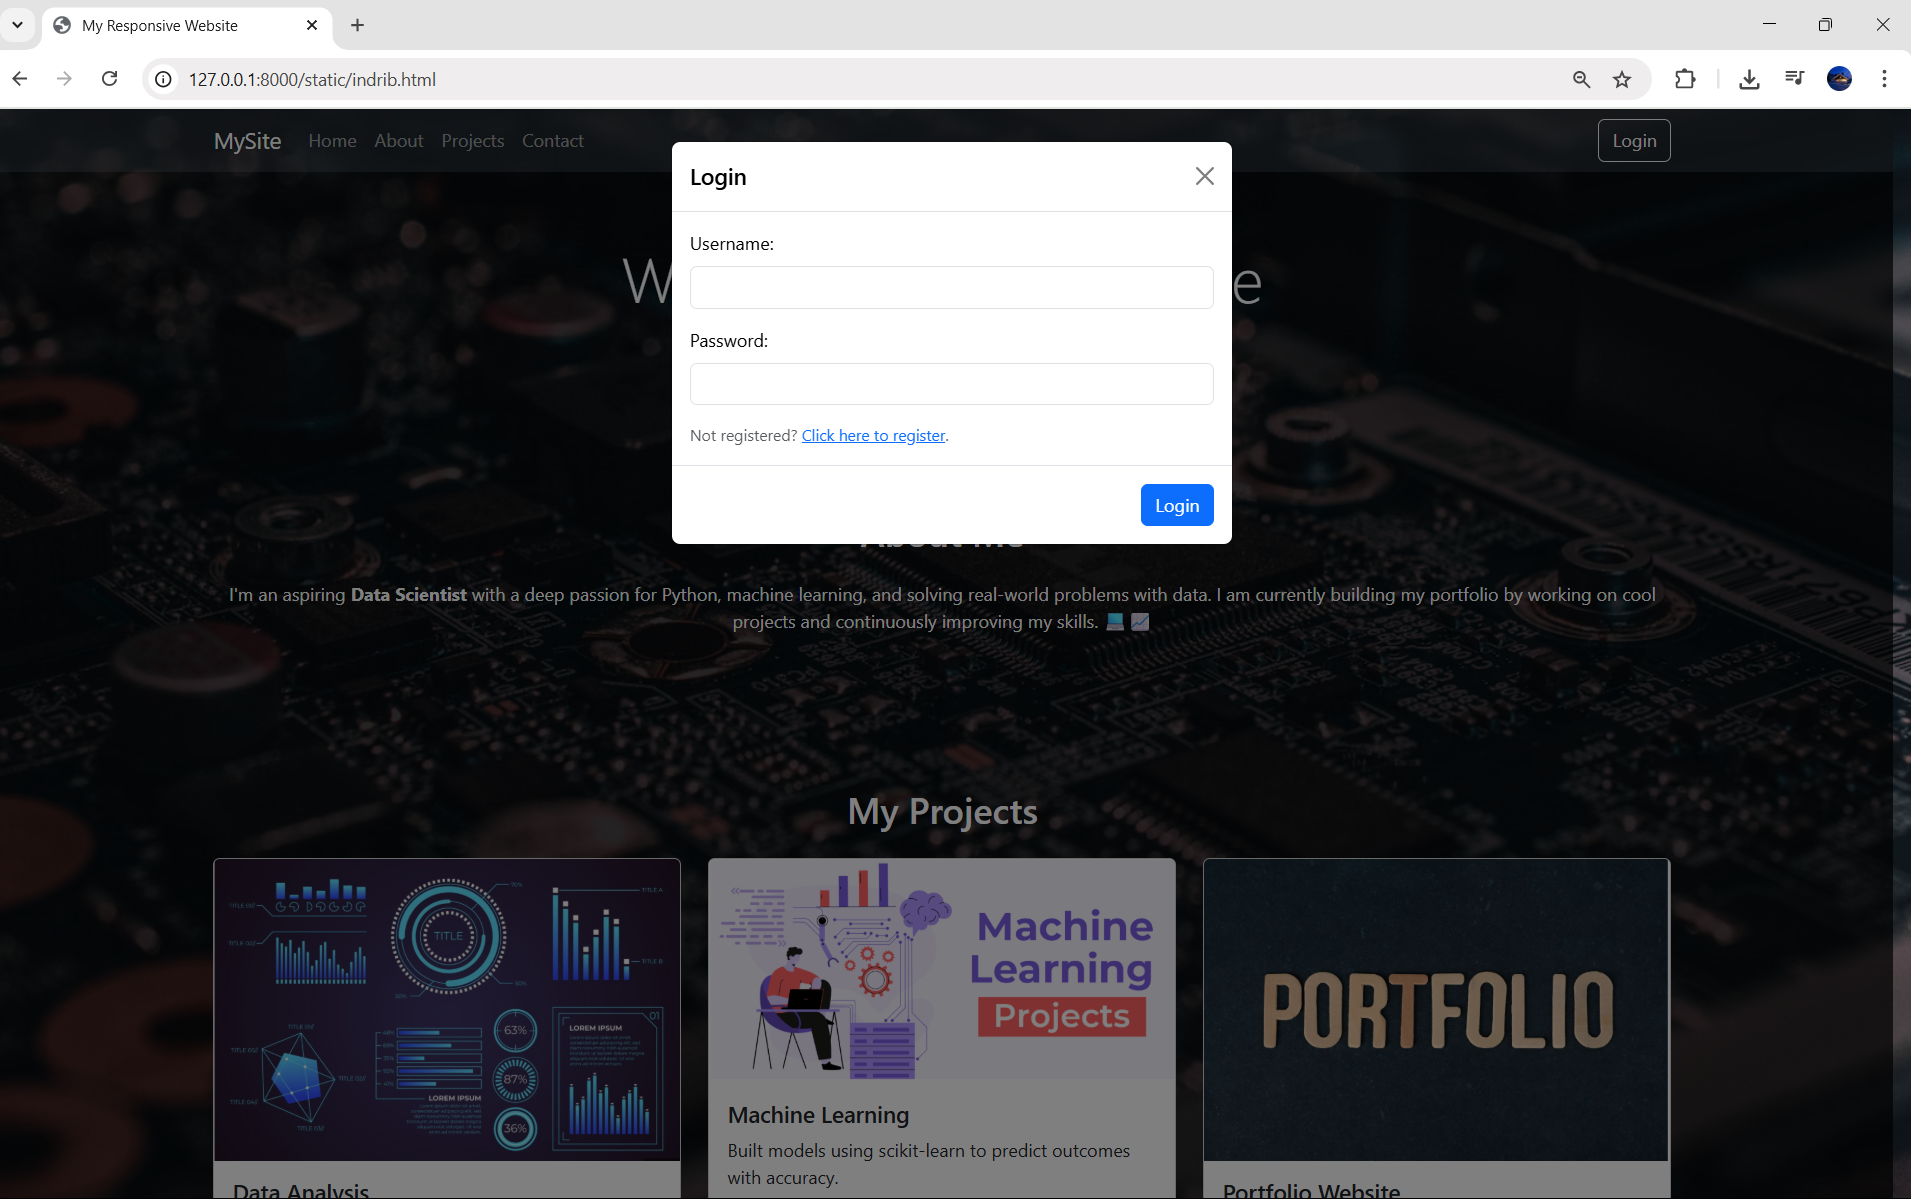 My Responsive Website
127.0.0.1:8000/static/indrib.html
MySite Home About Projects Contact Login
Login
Username:
Password:
Not registered? Click here to register.
Login
I'm an aspiring Data Scientist with a deep passion for Python, machine learning, and solving real-world problems with data. I am currently building my portfolio by working on cool
projects and continuously improving my skills. 💻 📈
My Projects
TITLE
TITLE A
TITLE B
63%
87%
36%
01
LOREM IPSUM
LOREM IPSUM
Machine
Learning
Projects
PORTFOLIO
Machine Learning
Built models using scikit-learn to predict outcomes
with accuracy.
Data Analysis
Portfolio Website